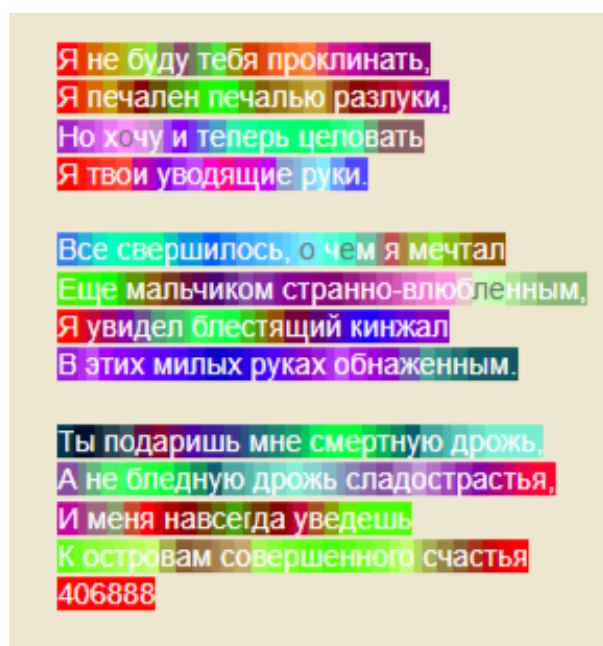 Я не буду тебя проклинать,
Я печален печалью разлуки,
Но хочу и теперь целовать
Я твои уводящие руки.
Все свершилось, о чем я мечтал
Еще мальчиком странно-влюбленным,
Я увидел блестящий кинжал
В этих милых руках обнаженным.
Ты подаришь мне смертную дрожь,
А не бледную дрожь сладострастья,
И меня навсегда уведешь
К островам совершенного счастья
406888